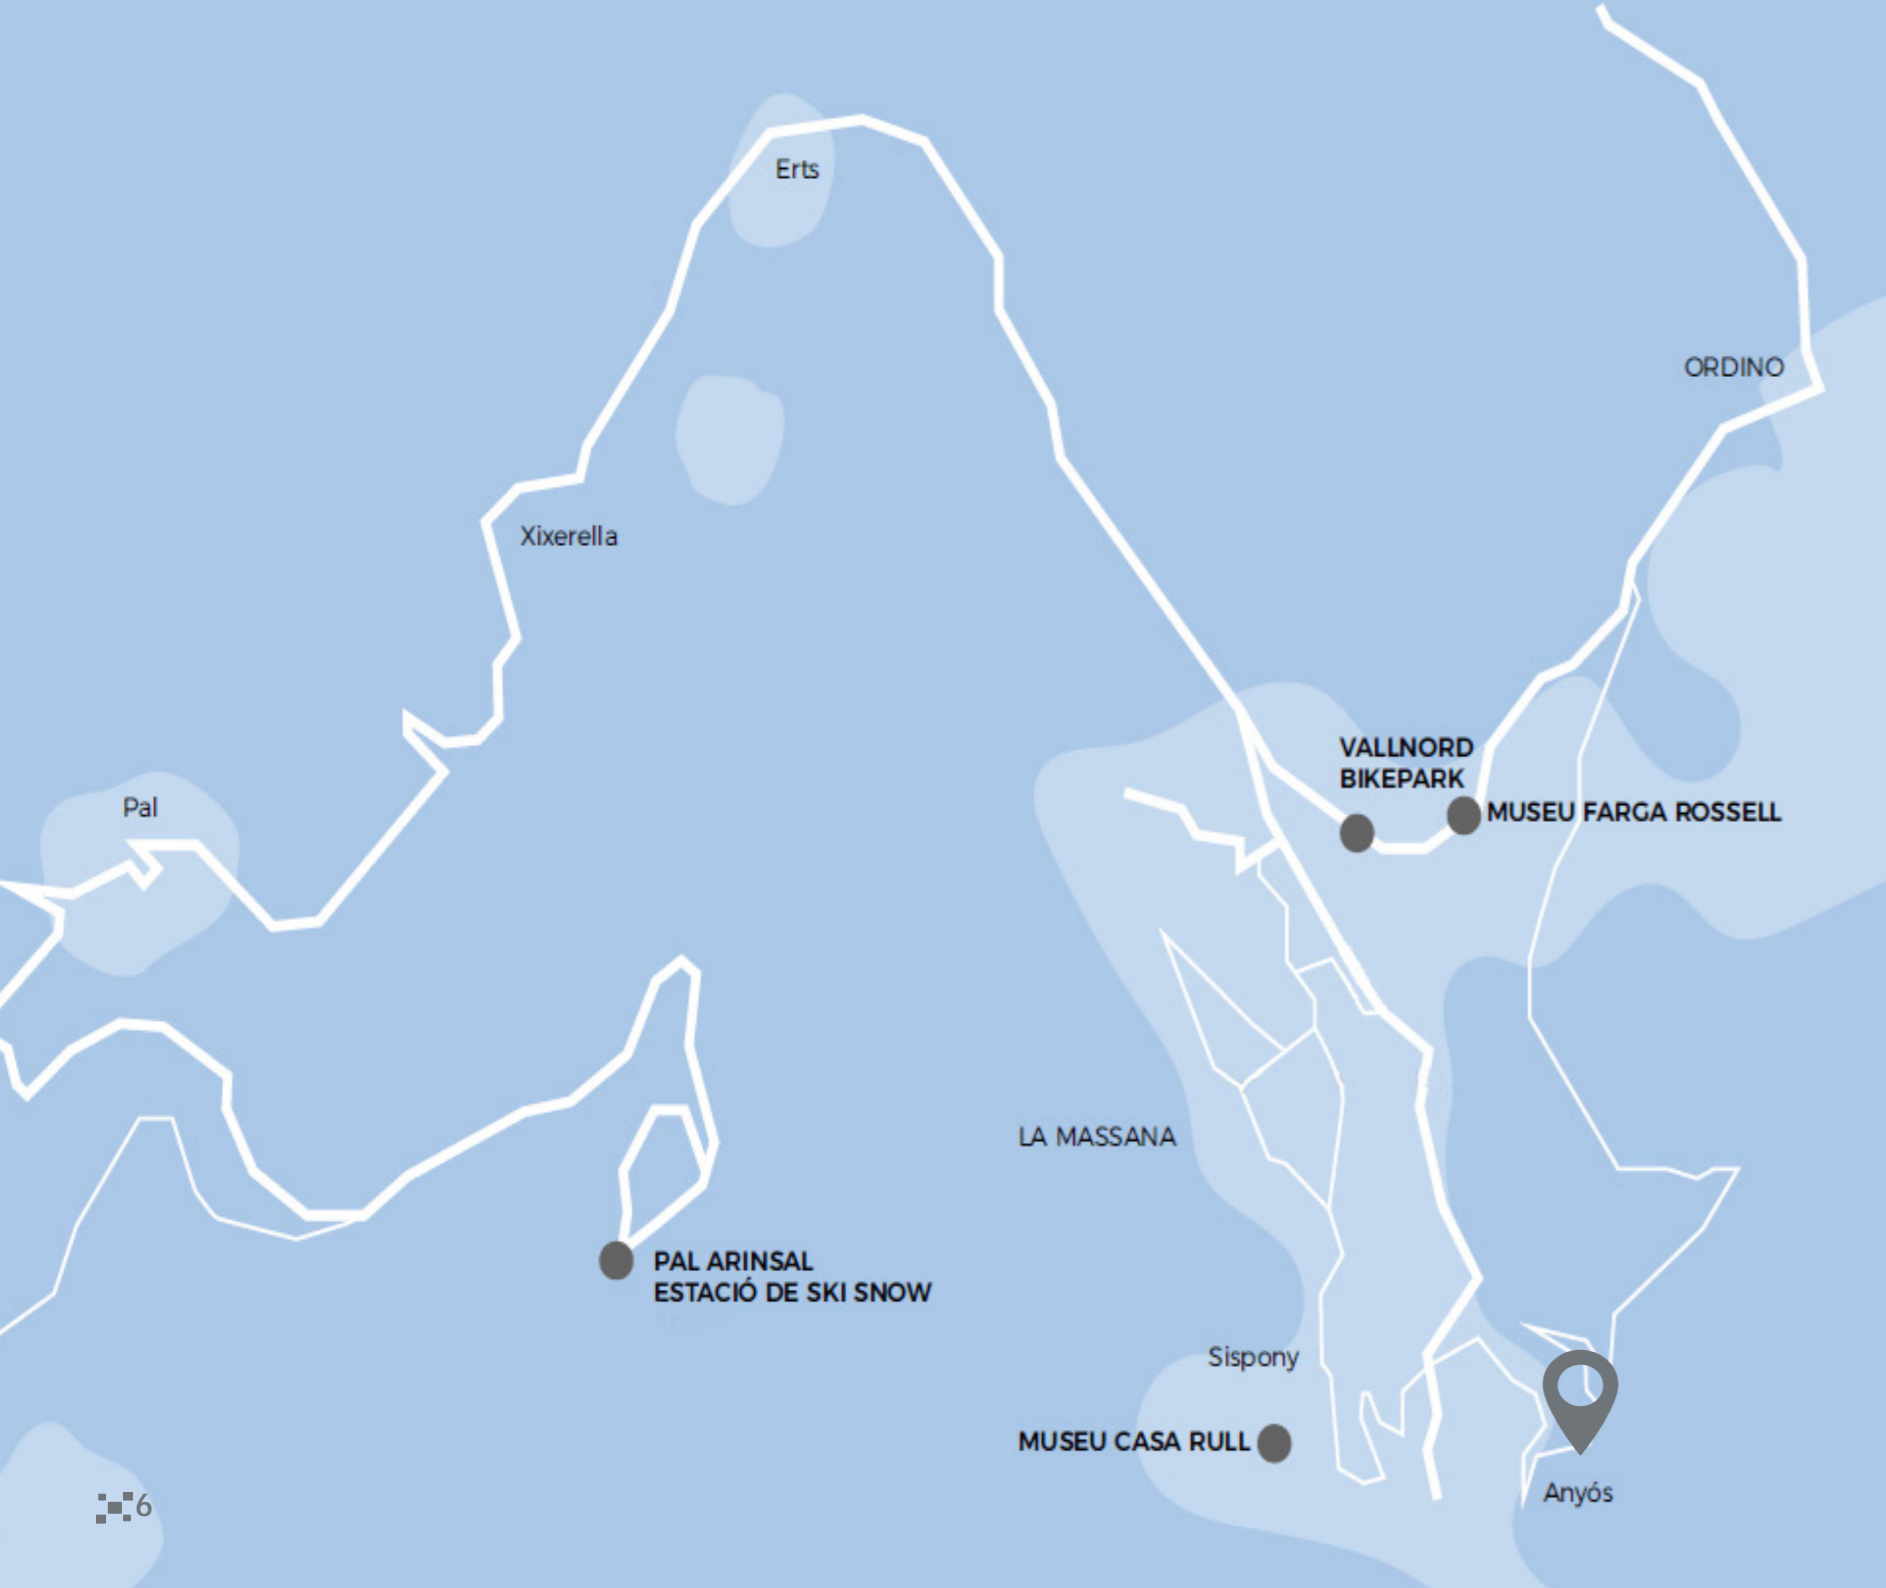 Erts
ORDINO
Xixerella
VALLNORD
BIKEPARK
MUSEU FARGA ROSSELL
Pal
LA MASSANA
PAL ARINSAL
ESTACIÓ DE SKI SNOW
Sispony
MUSEU CASA RULL
Anyós
6